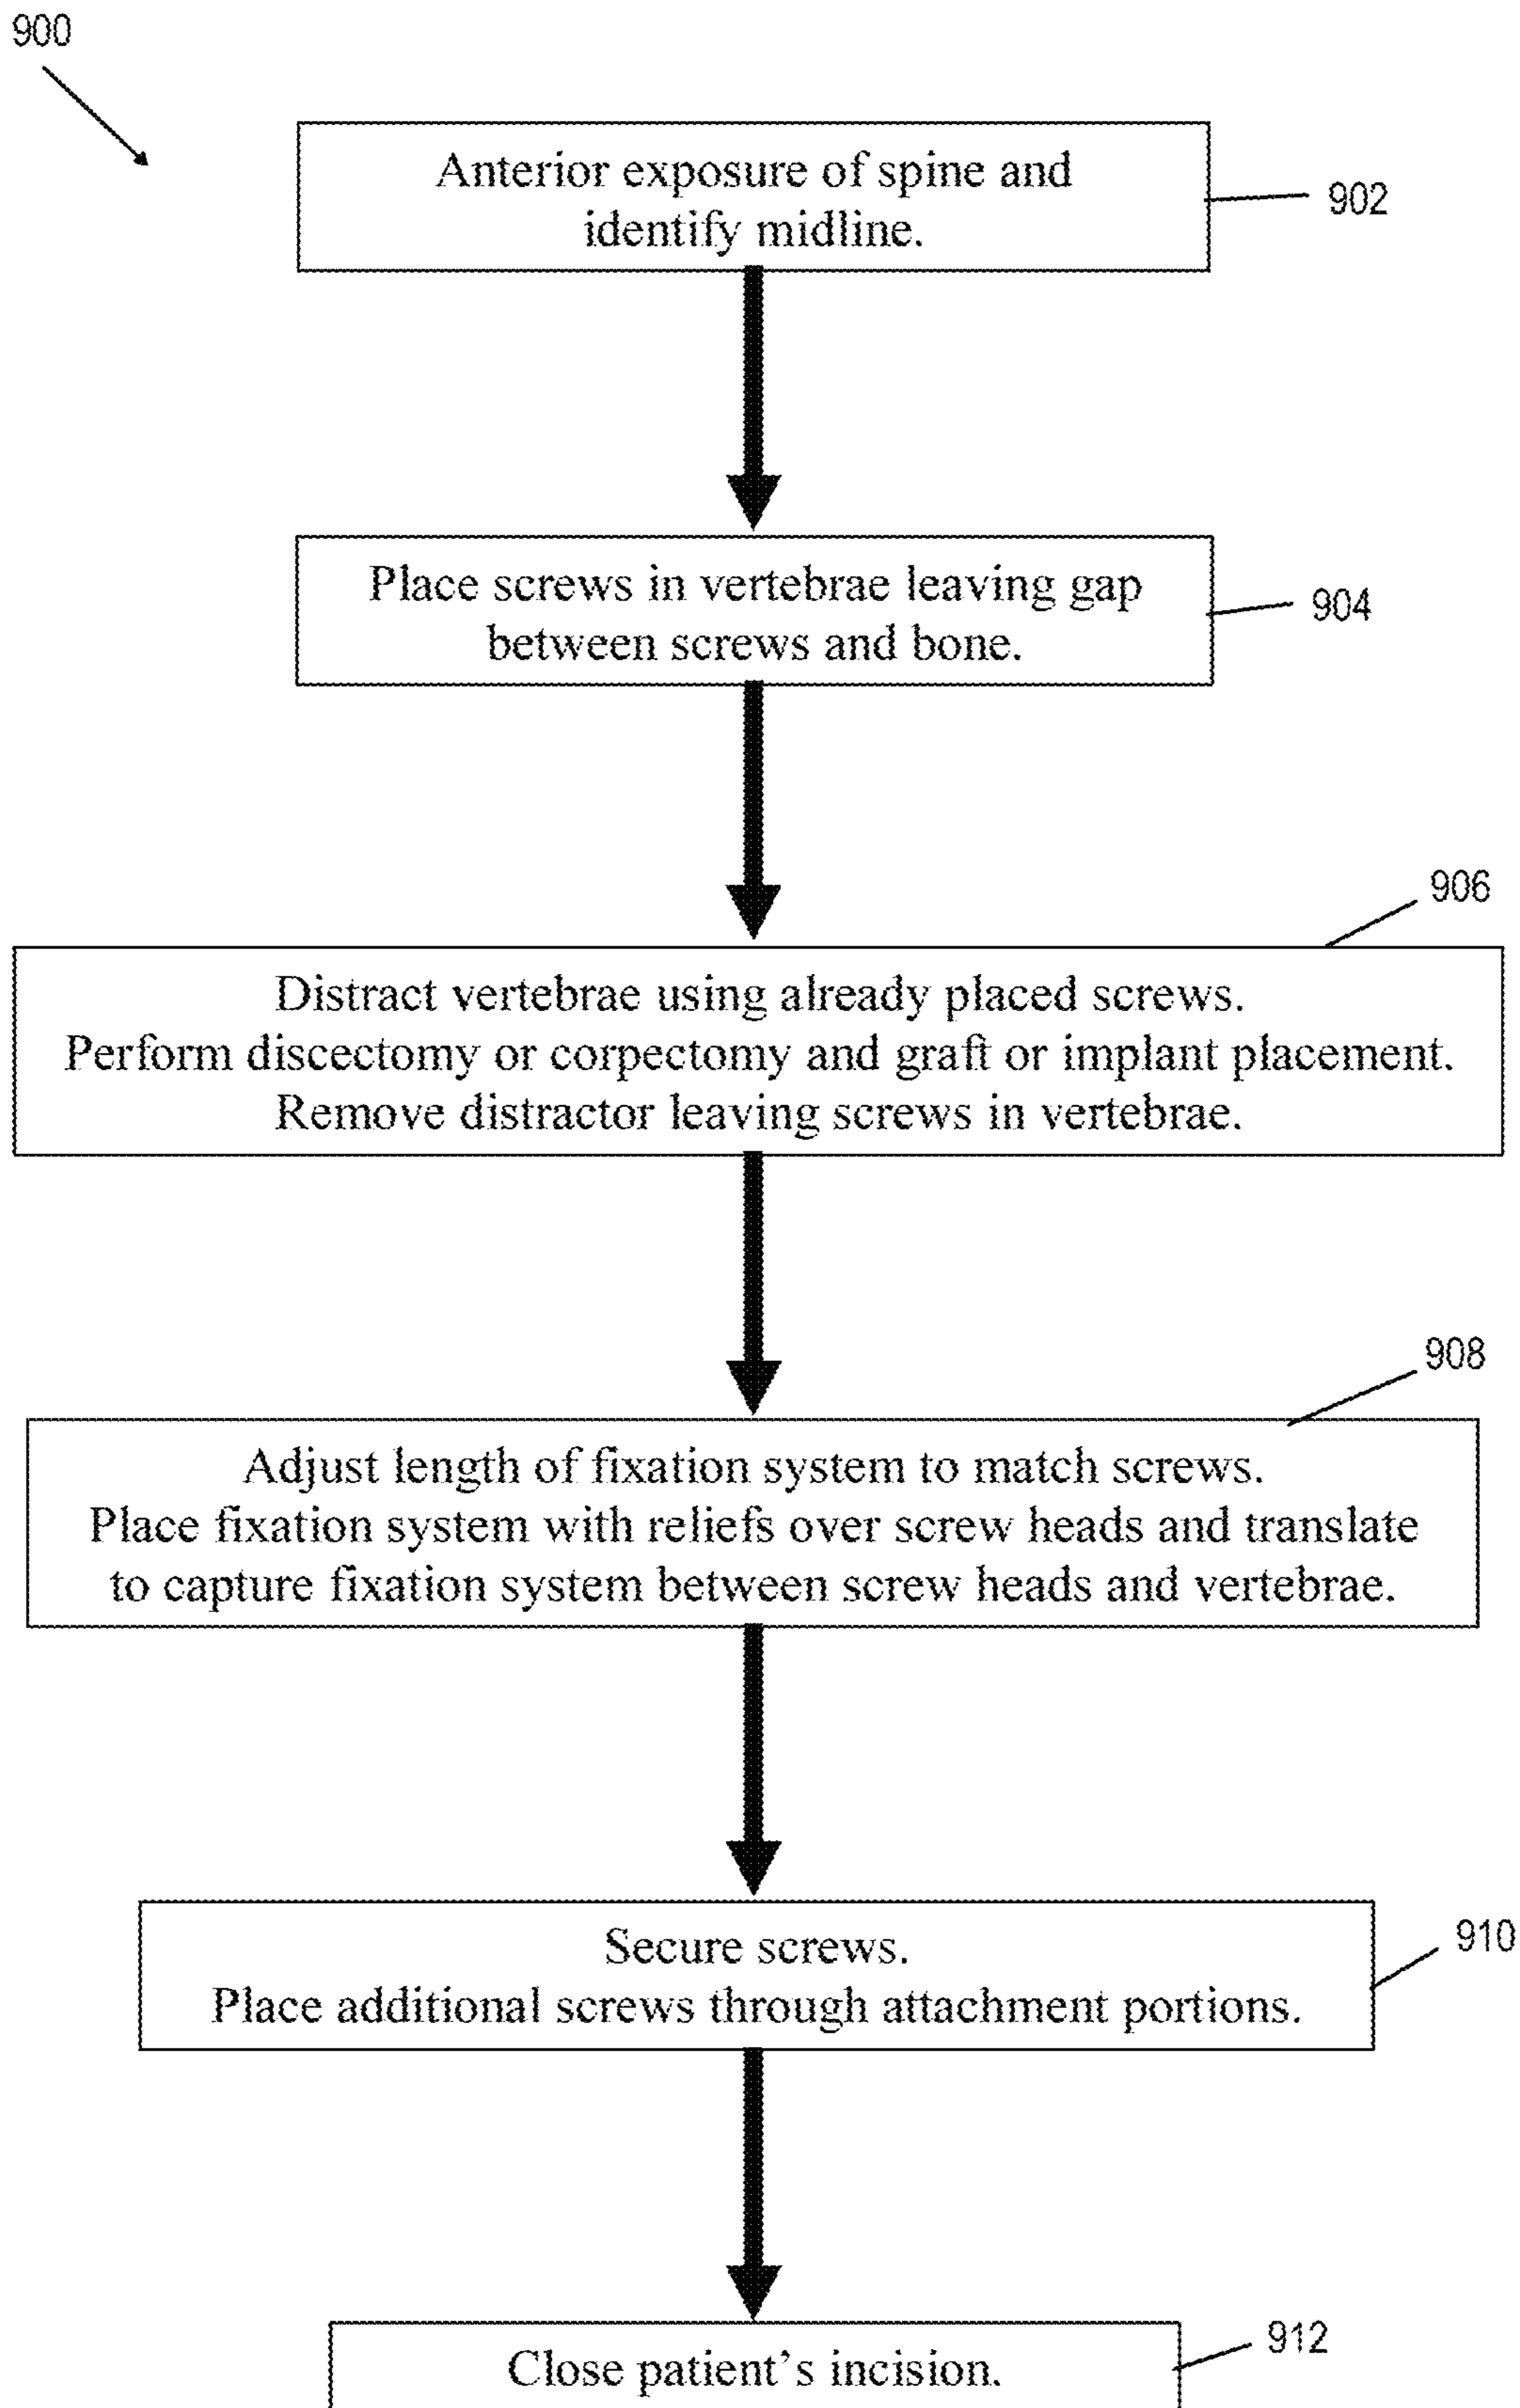 900
Anterior exposure of spine and
identify midline.
902
Place screws in vertebrae leaving gap
between screws and bone.
904
906
Distract vertebrae using already placed screws.
Perform discectomy or corpectomy and graft or implant placement.
Remove distractor leaving screws in vertebrae.
908
Adjust length of fixation system to match screws.
Place fixation system with reliefs over screw heads and translate
to capture fixation system between screw heads and vertebrae.
910
Secure screws.
Place additional screws through attachment portions.
912
Close patient's incision.